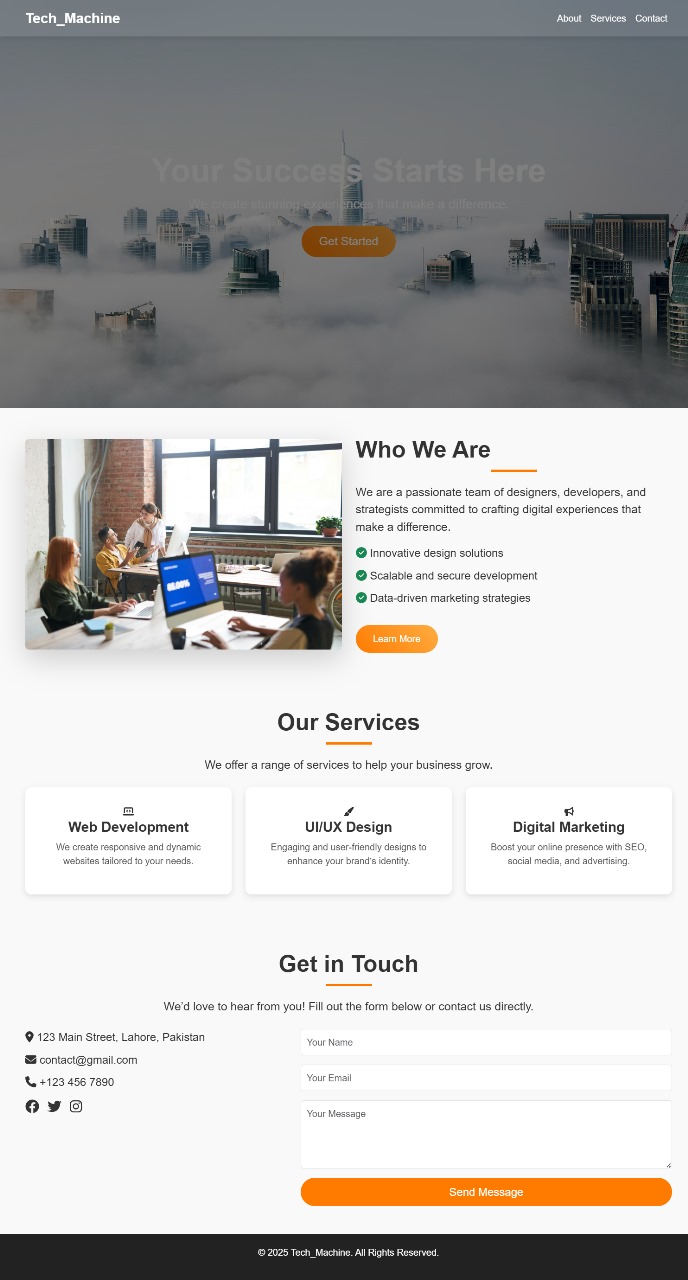 Tech_Machine
About Services Contact
Your Success Starts Here
We create stunning experiences that make a difference.
Get Started
Who We Are
We are a passionate team of designers, developers, and
strategists committed to crafting digital experiences that
make a difference.
Innovative design solutions
Scalable and secure development
Data-driven marketing strategies
85.00%
Learn More
Our Services
We offer a range of services to help your business grow.
Web Development
We create responsive and dynamic
websites tailored to your needs.
UI/UX Design
Engaging and user-friendly designs to
enhance your brand's identity.
Digital Marketing
Boost your online presence with SEO,
social media, and advertising.
Get in Touch
We'd love to hear from you! Fill out the form below or contact us directly.
123 Main Street, Lahore, Pakistan
contact@gmail.com
+123 456 7890
Your Name
Your Email
Your Message
Send Message
© 2025 Tech_Machine. All Rights Reserved.